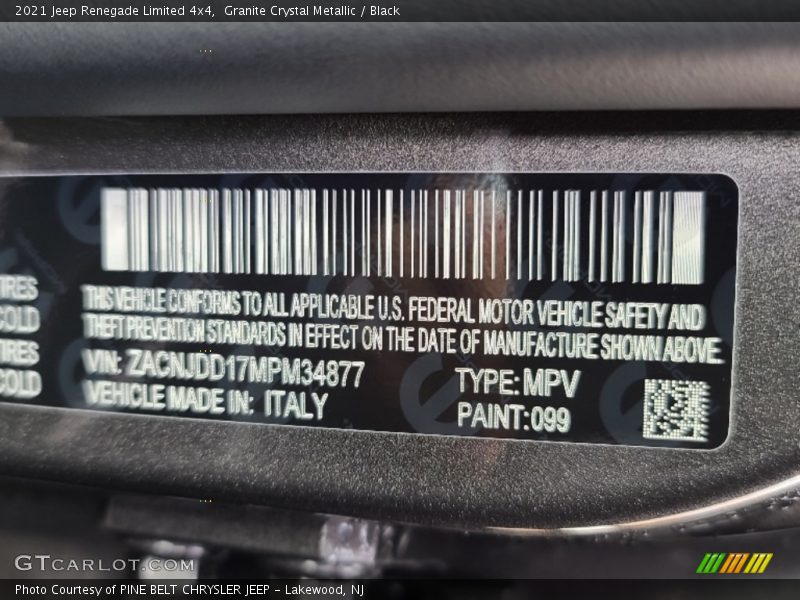 2021 Jeep Renegade Limited 4x4, Granite Crystal Metallic / Black
TIRES
COLD
TIRES
COLD
THIS VEHICLE CONFORMS TO ALL APPLICABLE U.S. FEDERAL MOTOR VEHICLE SAFETY AND
THEFT PREVENTION STANDARDS IN EFFECT ON THE DATE OF MANUFACTURE SHOWN ABOVE.
VIN: ZACNJDD17MPM34877
TYPE: MPV
VEHICLE MADE IN: ITALY
PAINT:099
GTCARLOT.COM
Photo Courtesy of PINE BELT CHRYSLER JEEP - Lakewood, NJ